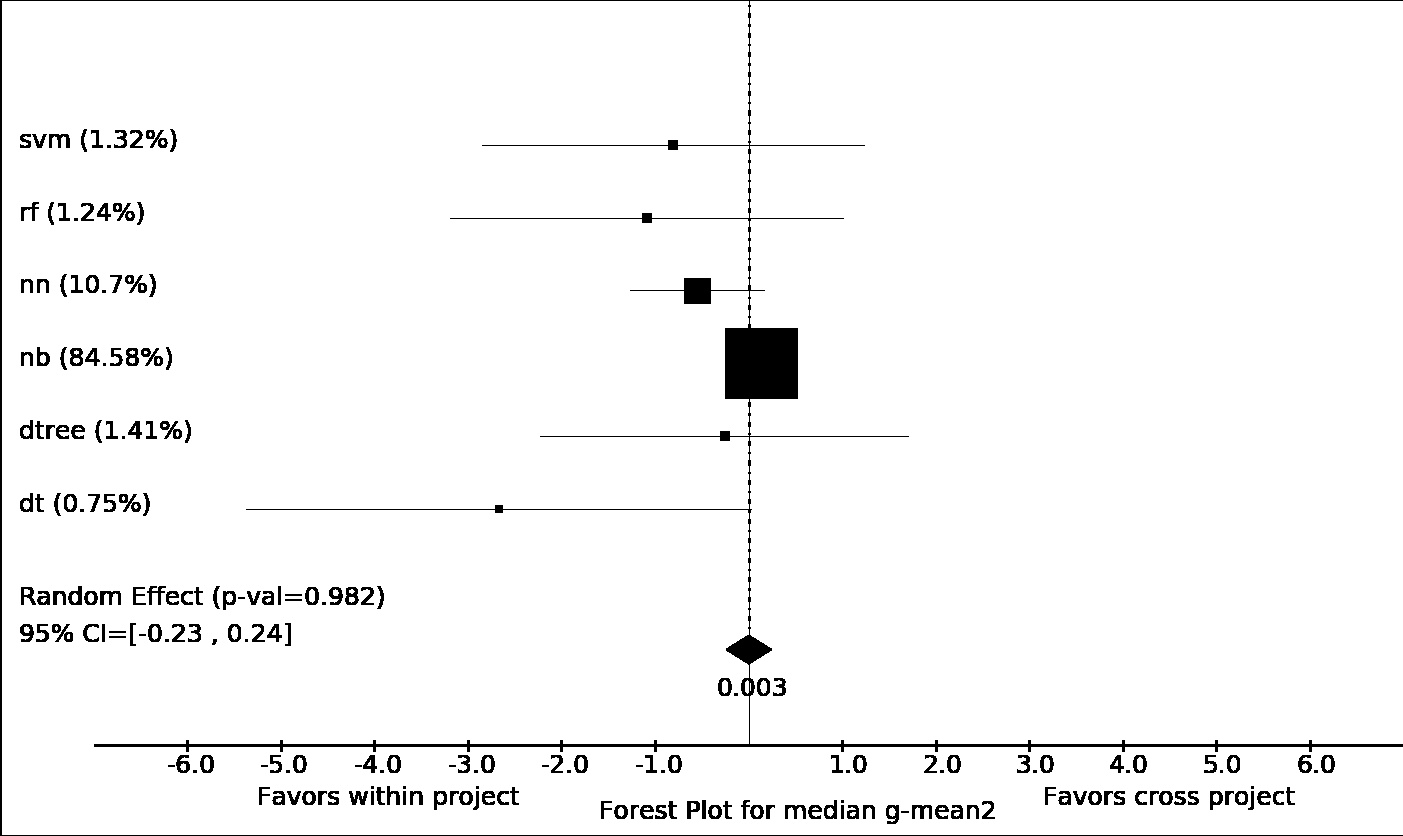 svm (1.32%)
rf (1.24%)
nn (10.7%)
nb (84.58%)
dtree (1.41%)
dt (0.75%)
Random Effect (p-val=0.982)
95% CI=[-0.23 , 0.24]
0.003
-6.0 -5.0 -4.0 -3.0 -2.0 -1.0 1.0 2.0 3.0 4.0 5.0 6.0
Favors within project Favors cross project
Forest Plot for median g-mean2